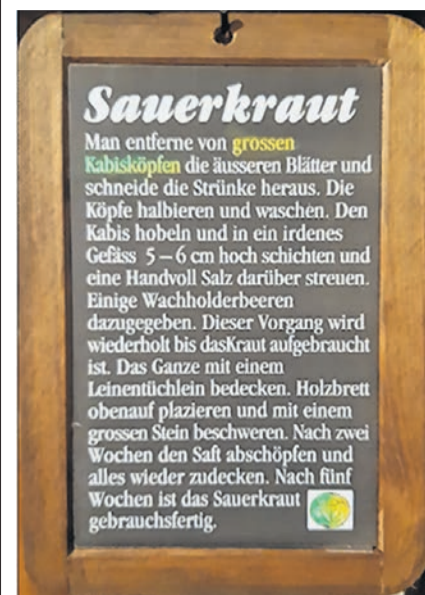 Sauerkraut
Man entferne von grossen
Kabisköpfen die äusseren Blätter und
schneide die Strünke heraus. Die
Köpfe halbieren und waschen. Den
Kabis hobeln und in ein irdenes
Gefäss 5–6 cm hoch schichten und
eine Handvoll Salz darüber streuen.
Einige Wachholderbeeren
dazugegeben. Dieser Vorgang wird
wiederholt bis dasKraut aufgebraucht
ist. Das Ganze mit einem
Leinentüchlein bedecken. Holzbrett
obenauf plazieren und mit einem
grossen Stein beschweren. Nach zwei
Wochen den Saft abschöpfen und
alles wieder zudecken. Nach fünf
Wochen ist das Sauerkraut
gebrauchsfertig.